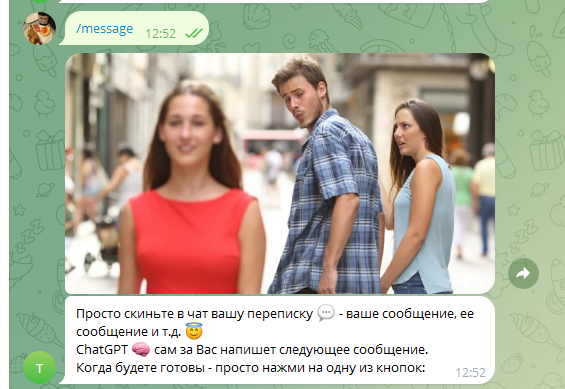 /message 12:52
Просто скиньте в чат вашу переписку 💬 - ваше сообщение, ее
сообщение и т.д. 😇
ChatGPT 🧠 сам за Вас напишет следующее сообщение.
Когда будете готовы - просто нажми на одну из кнопок:
12:52
T